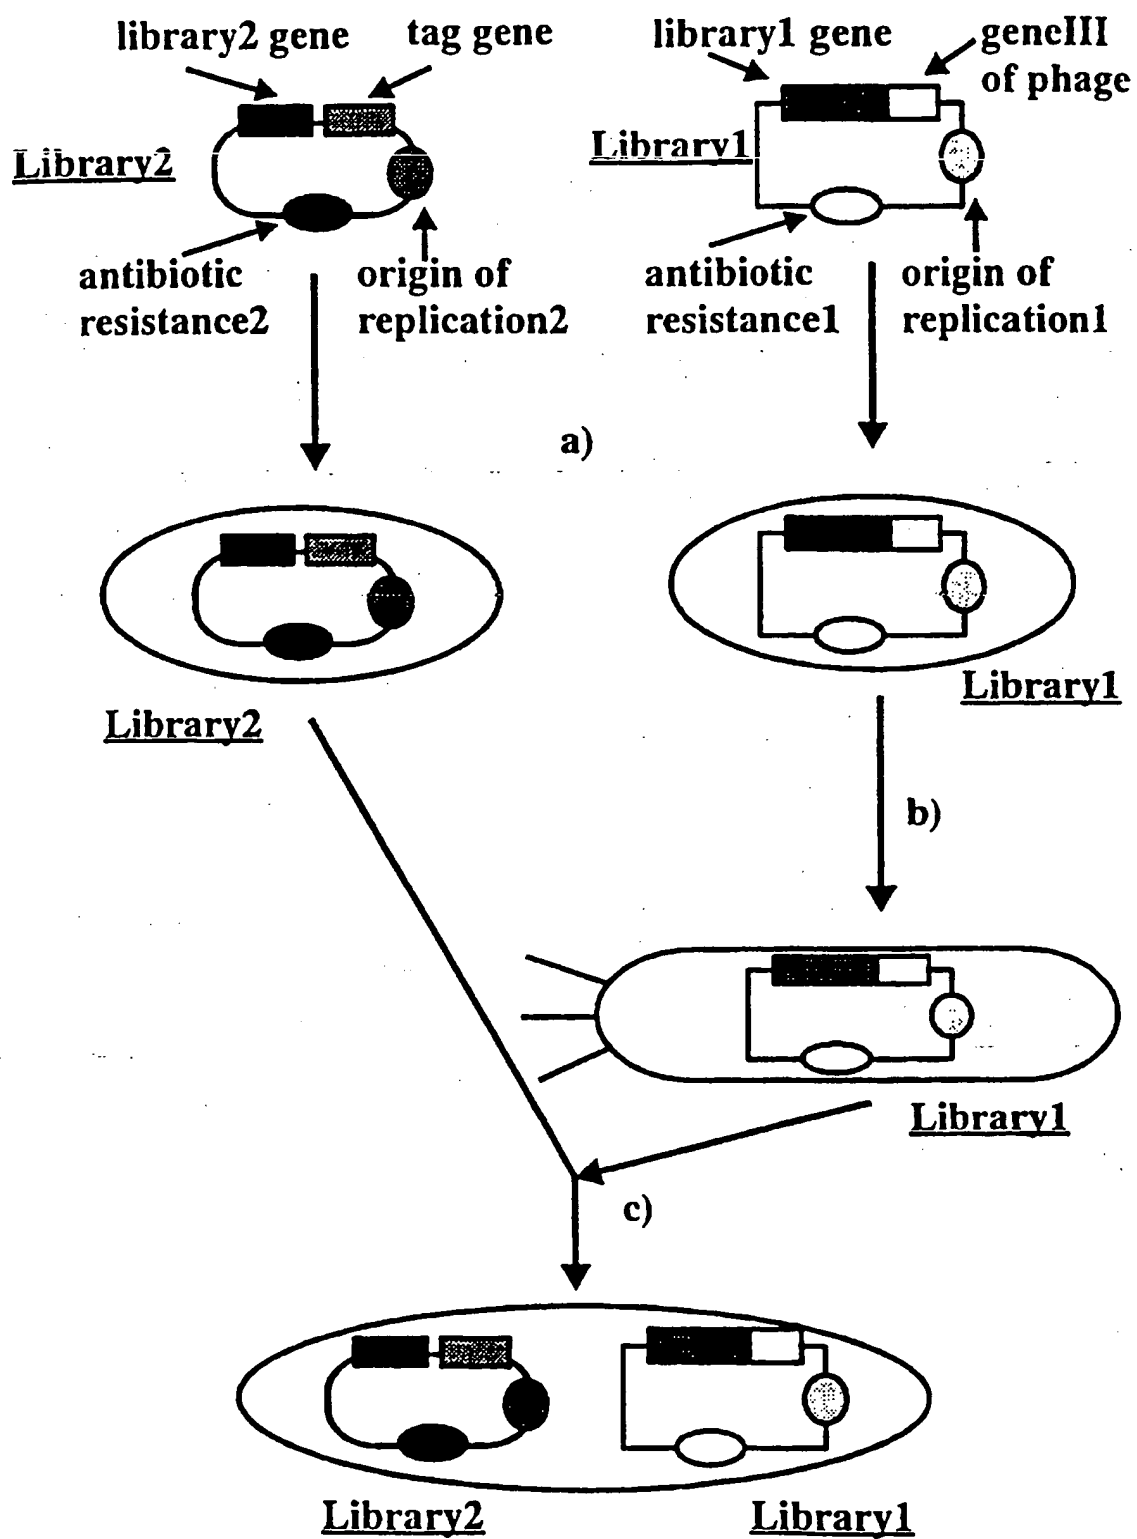 library2 gene
tag gene
library1 gene
geneIII
of phage
Library2
Library1
antibiotic
resistance2
origin of
replication2
antibiotic
resistance1
origin of
replication1
a)
Library2
Library1
b)
Library1
c)
Library2
Library1